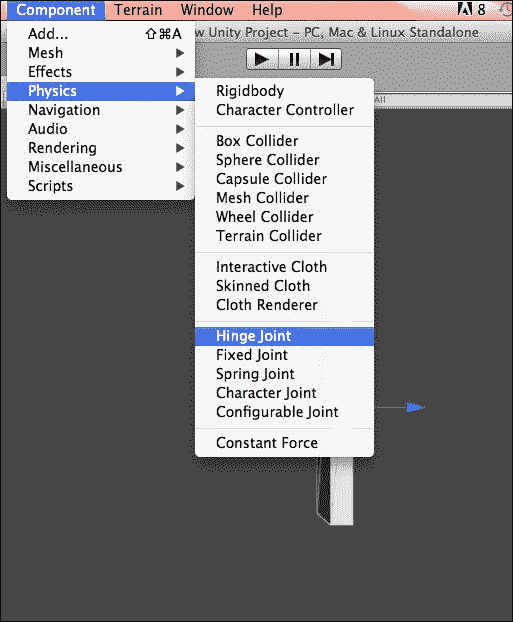 Component Terrain Window Help 8
w Unity Project – PC, Mac & Linux Standalone
Add... ⇧⌘A
Mesh
Effects
Physics
Navigation
Audio
Rendering
Miscellaneous
Scripts
All
Rigidbody
Character Controller
Box Collider
Sphere Collider
Capsule Collider
Mesh Collider
Wheel Collider
Terrain Collider
Interactive Cloth
Skinned Cloth
Cloth Renderer
Hinge Joint
Fixed Joint
Spring Joint
Character Joint
Configurable Joint
Constant Force